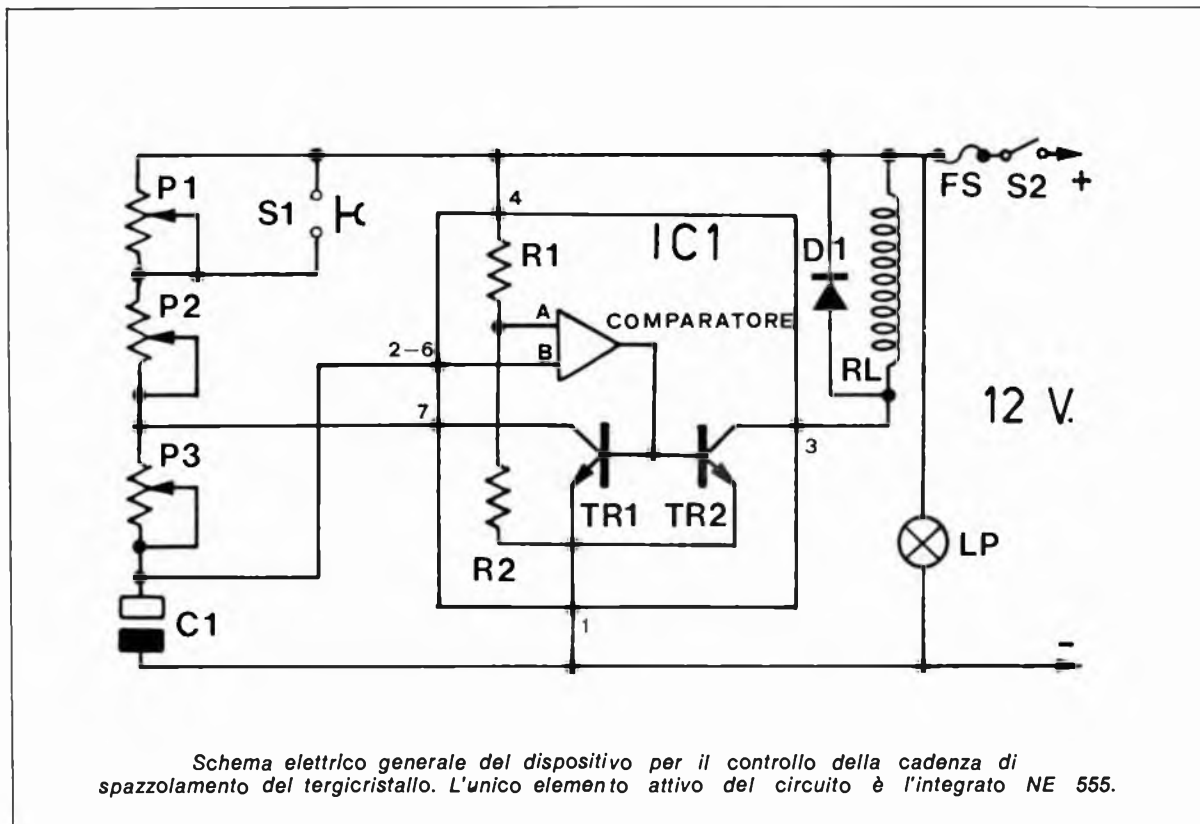 P1
S1
4
R1
IC1
D1
FS
S2
+
P2
A
COMPARATORE
B
2-6
RL
12 V.
7
3
P3
TR1
TR2
LP
R2
C1
1
-
Schema elettrico generale del dispositivo per il controllo della cadenza di
spazzolamento del tergicristallo. L'unico elemento attivo del circuito è l'integrato NE 555.